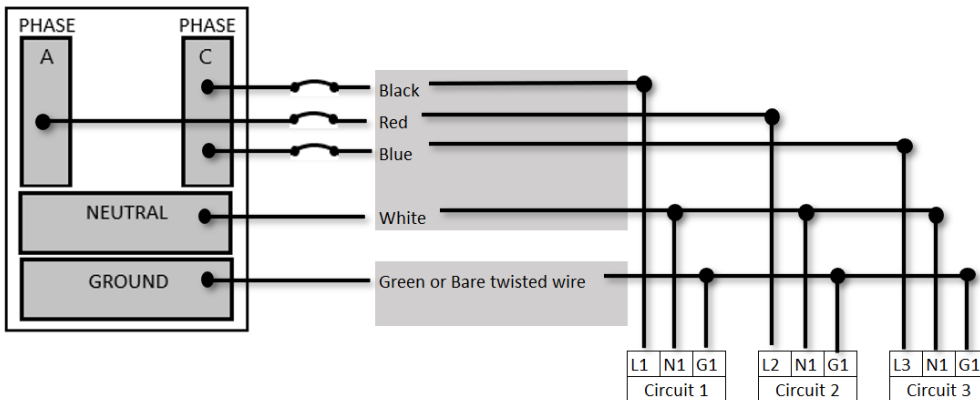 PHASE PHASE
A C
Black
Red
Blue
NEUTRAL
White
GROUND
Green or Bare twisted wire
L1 N1 G1 L2 N1 G1 L3 N1 G1
Circuit 1 Circuit 2 Circuit 3